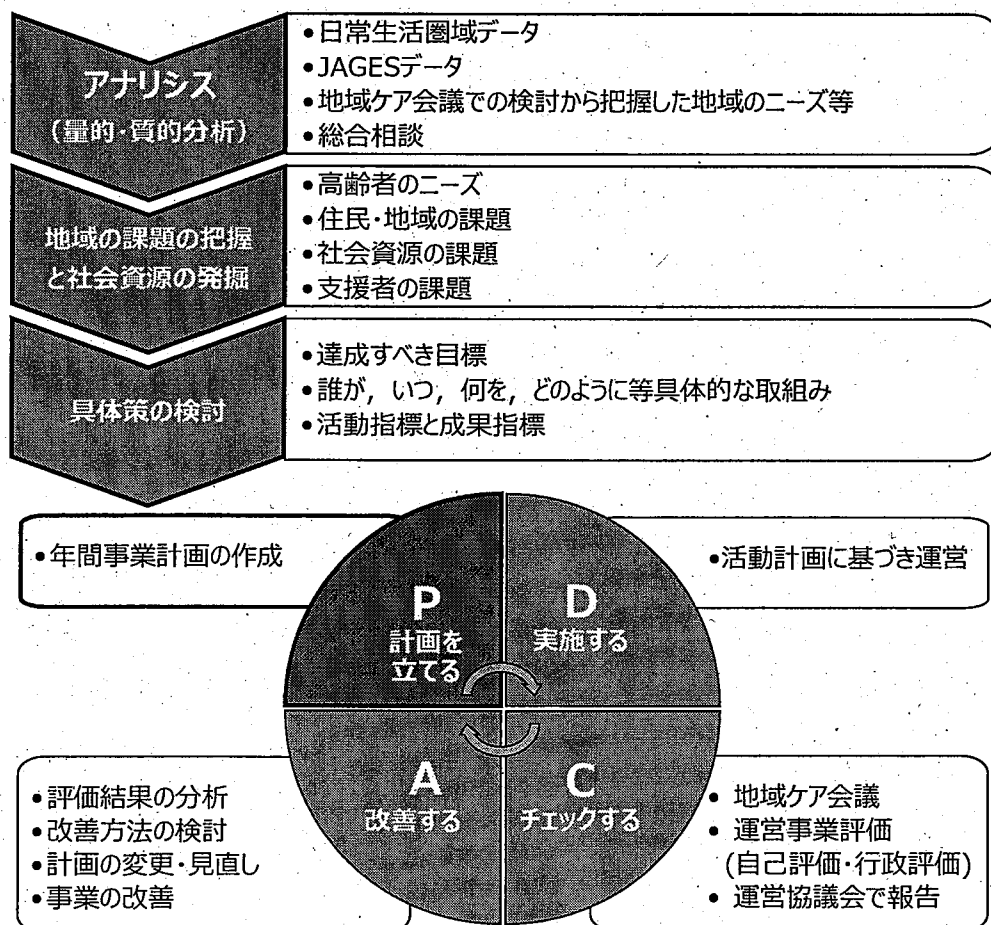 アナリシス
（量的・質的分析）
•日常生活圏域データ
•JAGESデータ
•地域ケア会議での検討から把握した地域のニーズ等
•総合相談
地域の課題の把握
と社会資源の発掘
•高齢者のニーズ
•住民・地域の課題
•社会資源の課題
•支援者の課題
具体策の検討
•達成すべき目標
•誰が，いつ，何を，どのように等具体的な取組み
•活動指標と成果指標
•年間事業計画の作成
P
計画を
立てる
D
実施する
•活動計画に基づき運営
•評価結果の分析
•改善方法の検討
•計画の変更・見直し
•事業の改善
A
改善する
C
チェックする
• 地域ケア会議
• 運営事業評価
(自己評価・行政評価)
• 運営協議会で報告